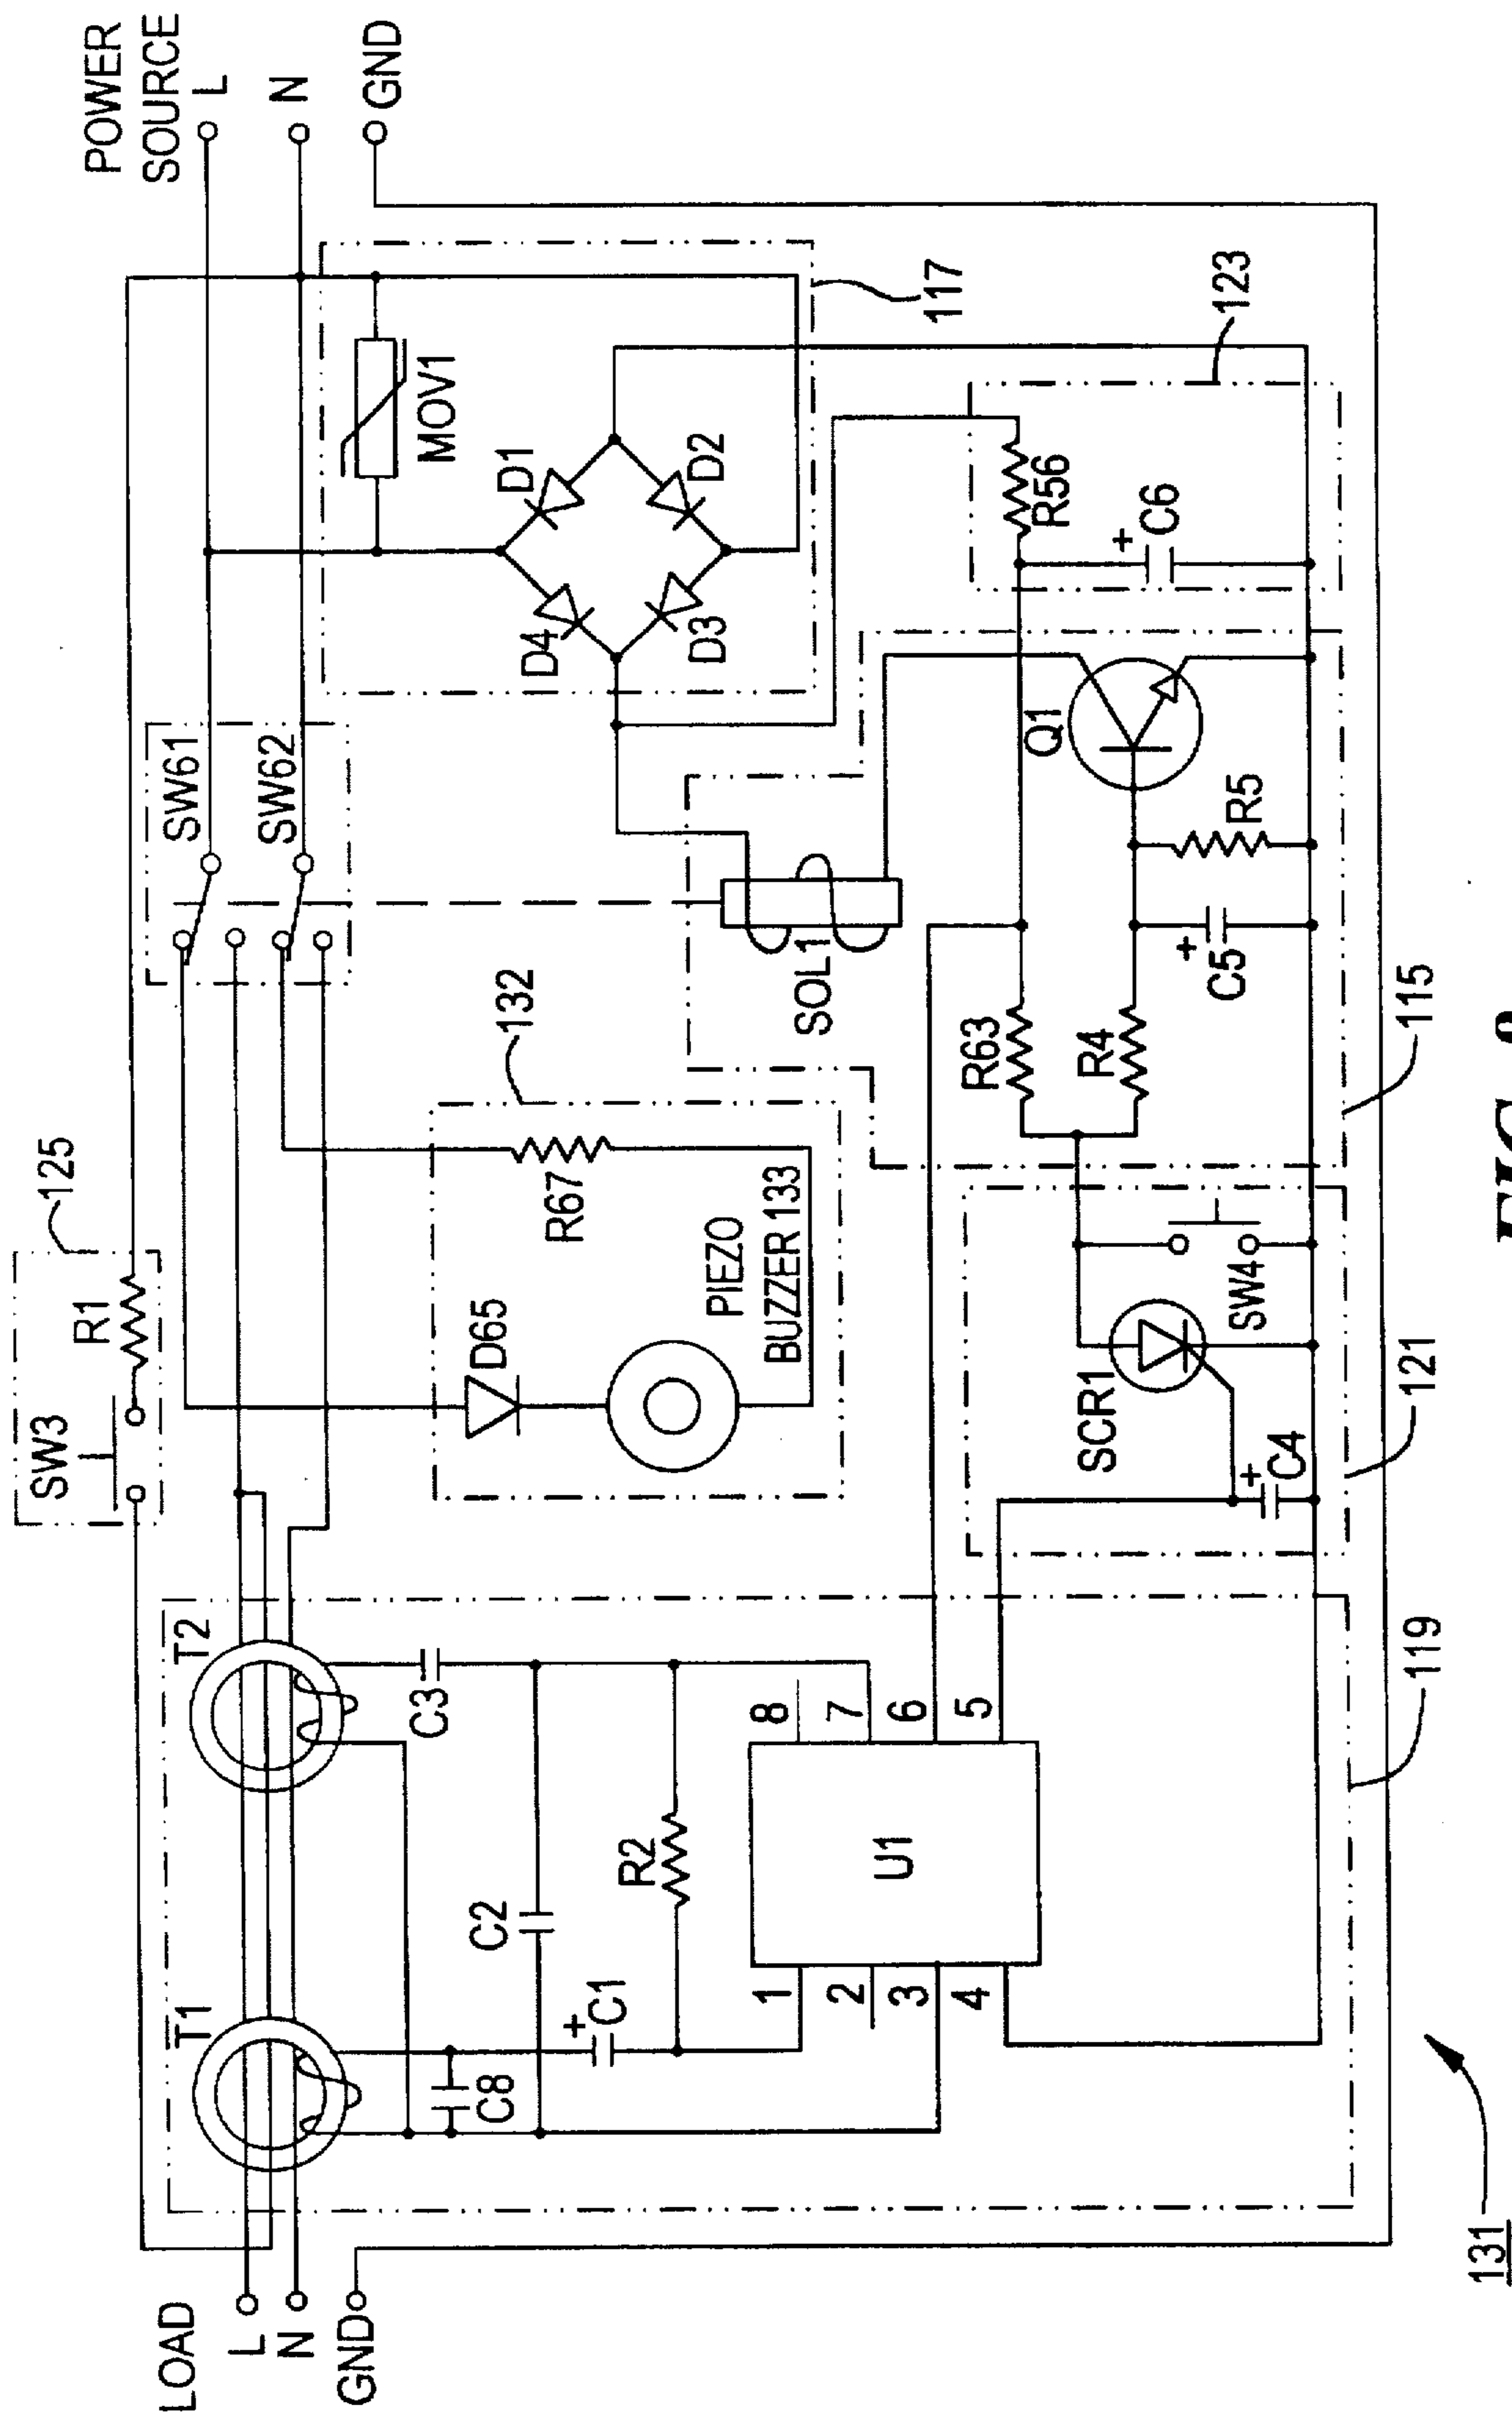 POWER
SOURCE
L
N
GND
LOAD
L
N
GND
125
SW3
R1
SW61
SW62
MOV1
D1
D2
D3
D4
117
T1
T2
132
D65
R67
PIEZO
BUZZER 133
SOL1
C3
C2
C8
C1
+
R2
U1
1
2
3
4
5
6
7
8
119
SCR1
SW4
C4
+
121
R63
R4
C5
+
R5
Q1
115
R56
C6
+
123
131